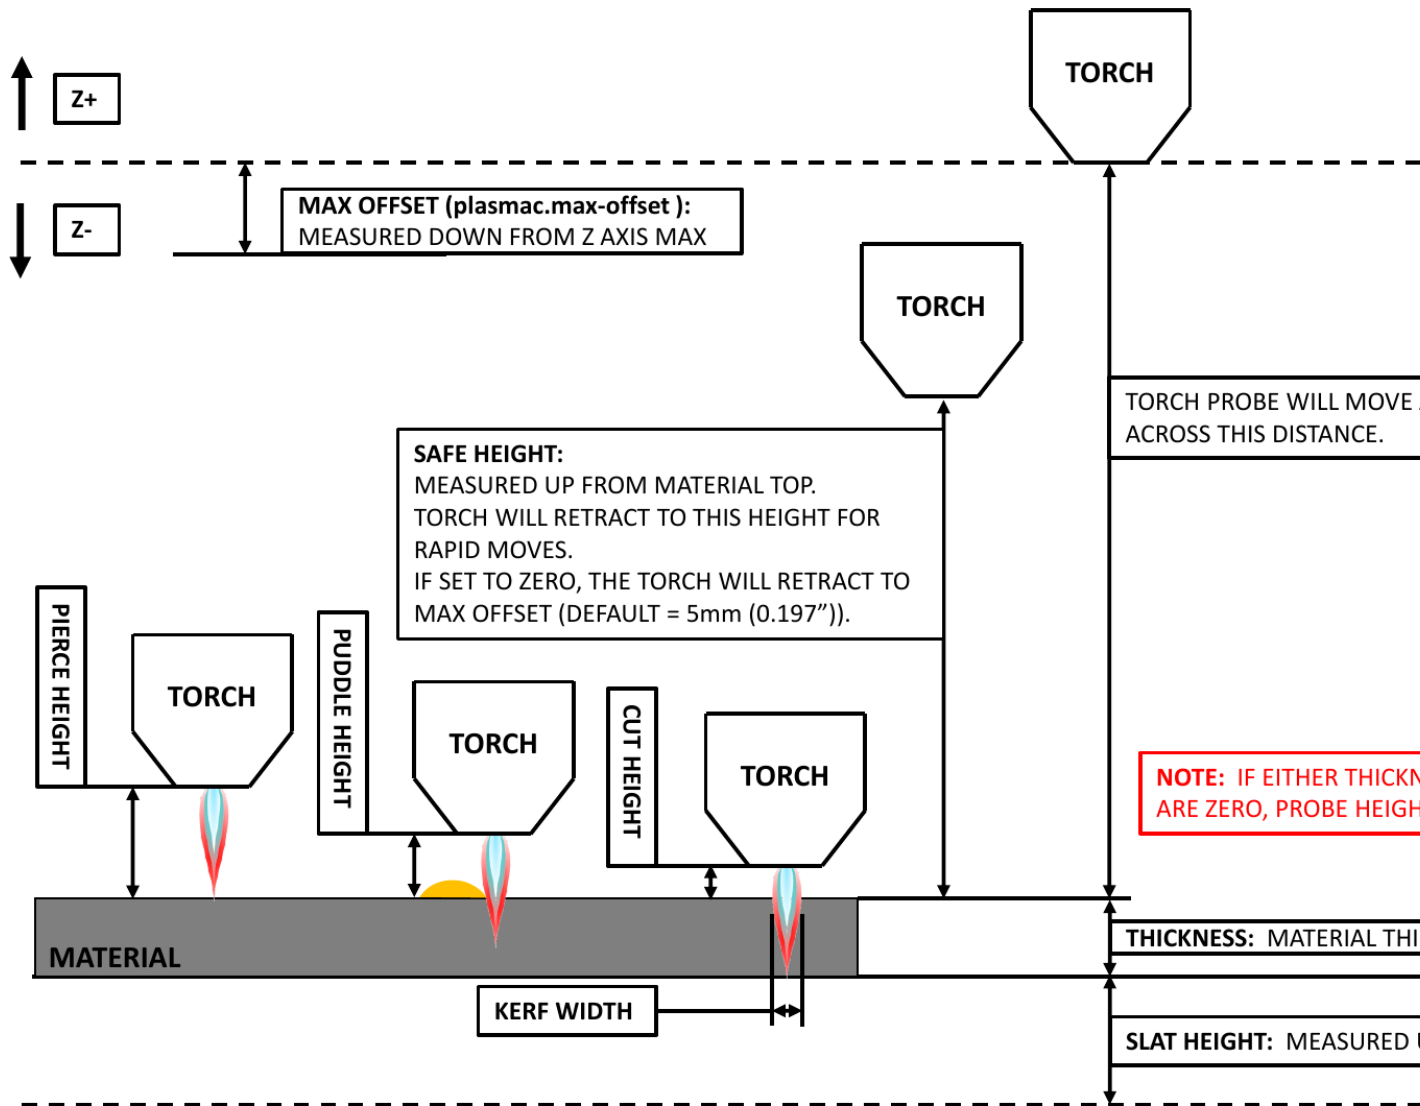 TORCH
Z+
Z-
MAX OFFSET (plasmac.max-offset ):
MEASURED DOWN FROM Z AXIS MAX
TORCH
TORCH PROBE WILL MOVE
ACROSS THIS DISTANCE.
SAFE HEIGHT:
MEASURED UP FROM MATERIAL TOP.
TORCH WILL RETRACT TO THIS HEIGHT FOR
RAPID MOVES.
IF SET TO ZERO, THE TORCH WILL RETRACT TO
MAX OFFSET (DEFAULT = 5mm (0.197”)).
PIERCE HEIGHT
TORCH
PUDDLE HEIGHT
TORCH
CUT HEIGHT
TORCH
NOTE: IF EITHER THICKN
ARE ZERO, PROBE HEIGH
MATERIAL
THICKNESS: MATERIAL THI
KERF WIDTH
SLAT HEIGHT: MEASURED